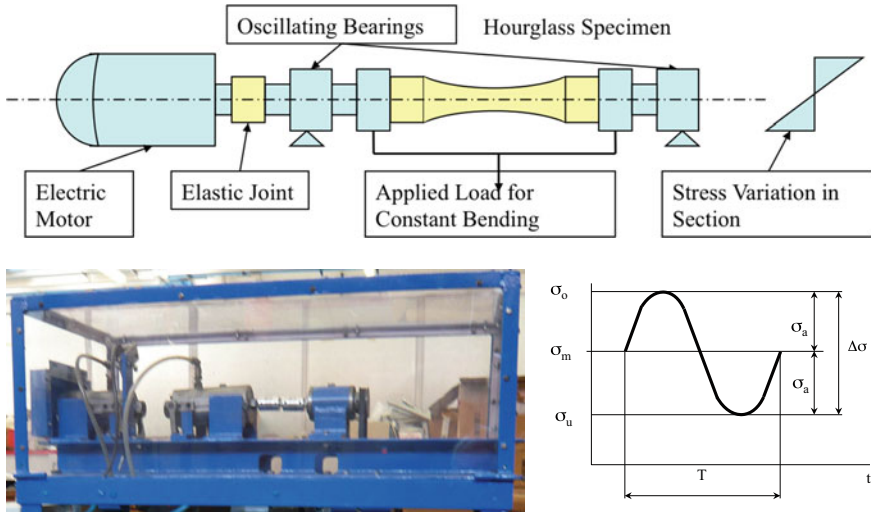 Oscillating Bearings
Hourglass Specimen
Electric
Motor
Elastic Joint
Applied Load for
Constant Bending
Stress Variation in
Section
σo
σm
σu
σa
σa
Δσ
T
t